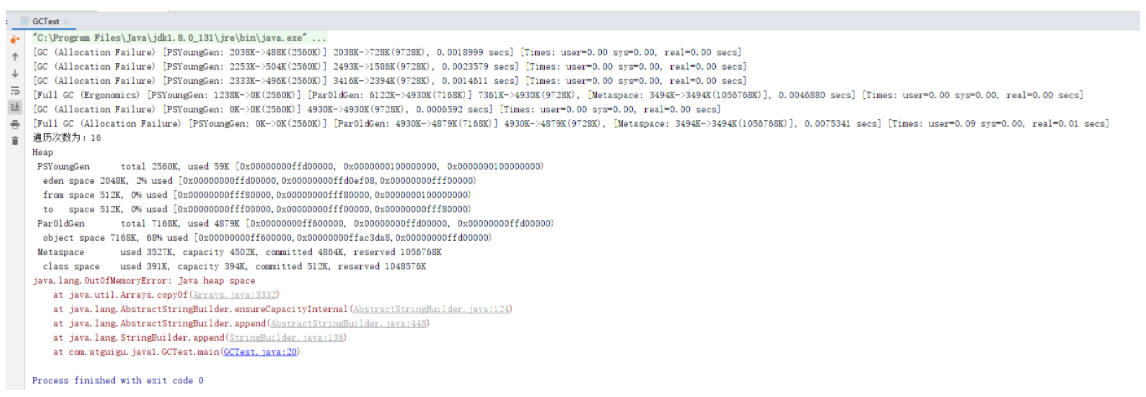 GCTest
"C:\Program Files\Java\jdk1.8.0_131\jre\bin\java.exe" ...
[GC (Allocation Failure) [PSYoungGen: 2038K->488K(2560K)] 2038K->728K(9728K), 0.0018999 secs] [Times: user=0.00 sys=0.00, real=0.00 secs]
[GC (Allocation Failure) [PSYoungGen: 2253K->504K(2560K)] 2493K->1586K(9728K), 0.0023579 secs] [Times: user=0.00 sys=0.00, real=0.00 secs]
[GC (Allocation Failure) [PSYoungGen: 2333K->496K(2560K)] 3416K->2394K(9728K), 0.0014611 secs] [Times: user=0.00 sys=0.00, real=0.00 secs]
[Full GC (Ergonomics) [PSYoungGen: 1238K->0K(2560K)] [ParOldGen: 6122K->4930K(7168K)] 7361K->4930K(9728K), [Metaspace: 3494K->3494K(1056768K)], 0.0046880 secs] [Times: user=0.00 sys=0.00, real=0.00 secs]
[GC (Allocation Failure) [PSYoungGen: 0K->0K(2560K)] 4930K->4930K(9728K), 0.0006592 secs] [Times: user=0.00 sys=0.00, real=0.00 secs]
[Full GC (Allocation Failure) [PSYoungGen: 0K->0K(2560K)] [ParOldGen: 4930K->4879K(7168K)] 4930K->4879K(9728K), [Metaspace: 3494K->3494K(1056768K)], 0.0075341 secs] [Times: user=0.09 sys=0.00, real=0.01 secs]
遍历次数为：16
Heap
PSYoungGen total 2560K, used 59K [0x00000000ffd00000, 0x0000000100000000, 0x0000000100000000)
eden space 2048K, 2% used [0x00000000ffd00000,0x00000000ffd0ef08,0x00000000fff00000)
from space 512K, 0% used [0x00000000fff80000,0x00000000fff80000,0x0000000100000000)
to space 512K, 0% used [0x00000000fff00000,0x00000000fff00000,0x00000000fff80000)
ParOldGen total 7168K, used 4879K [0x00000000ff600000, 0x00000000ffd00000, 0x00000000ffd00000)
object space 7168K, 68% used [0x00000000ff600000,0x00000000ffac3da8,0x00000000ffd00000)
Metaspace used 3527K, capacity 4502K, committed 4864K, reserved 1056768K
class space used 391K, capacity 394K, committed 512K, reserved 1048576K
java.lang.OutOfMemoryError: Java heap space
at java.util.Arrays.copyOf(Arrays.java:3332)
at java.lang.AbstractStringBuilder.ensureCapacityInternal(AbstractStringBuilder.java:124)
at java.lang.AbstractStringBuilder.append(AbstractStringBuilder.java:448)
at java.lang.StringBuilder.append(StringBuilder.java:136)
at com.atguigu.java1.GCTest.main(GCTest.java:20)
Process finished with exit code 0